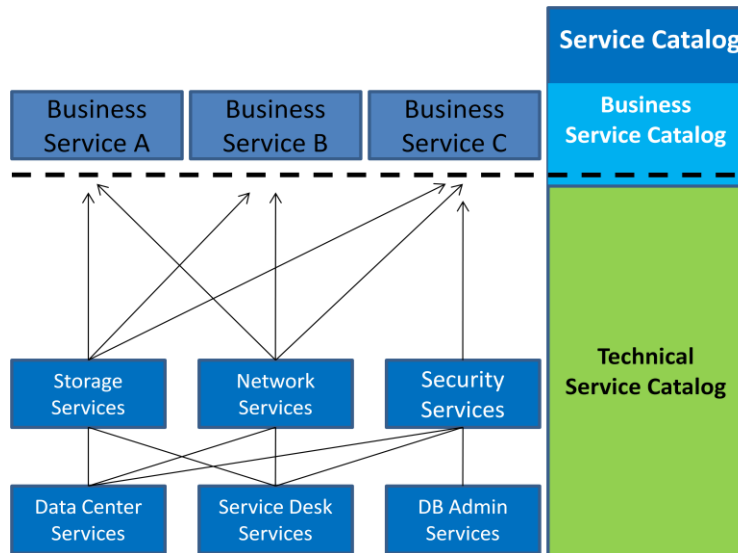 Service Catalog
Business
Service A
Business
Service B
Business
Service C
Business
Service Catalog
Storage
Services
Network
Services
Security
Services
Technical
Service Catalog
Data Center
Services
Service Desk
Services
DB Admin
Services